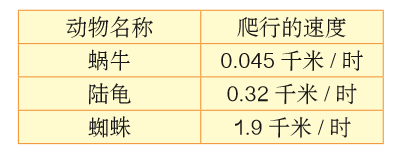 动物名称 爬行的速度
蜗牛 0.045 千米 / 时
陆龟 0.32 千米 / 时
蜘蛛 1.9 千米 / 时